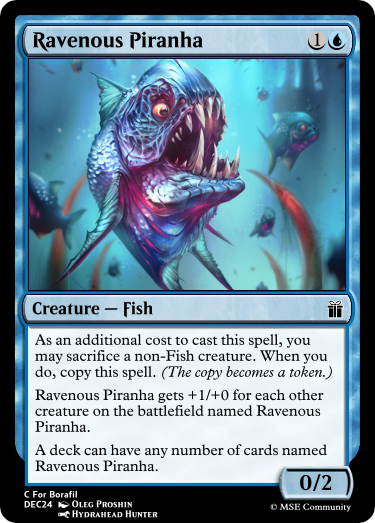 Ravenous Piranha 1
Creature — Fish
As an additional cost to cast this spell, you
may sacrifice a non-Fish creature. When you
do, copy this spell. (The copy becomes a token.)
Ravenous Piranha gets +1/+0 for each other
creature on the battlefield named Ravenous
Piranha.
A deck can have any number of cards named
Ravenous Piranha.
0/2
C For Borafil
DEC24 Oleg Proshin
Hydrahead Hunter
© MSE Community